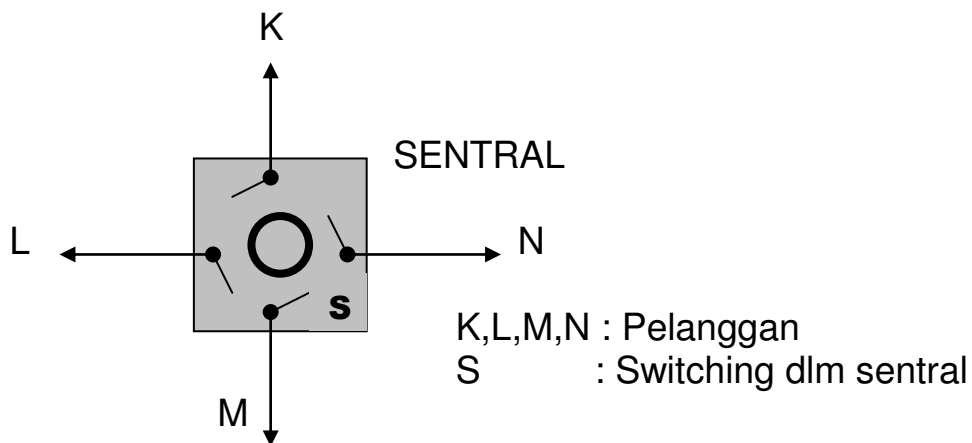 K
SENTRAL
L
N
S
K,L,M,N : Pelanggan
S : Switching dlm sentral
M